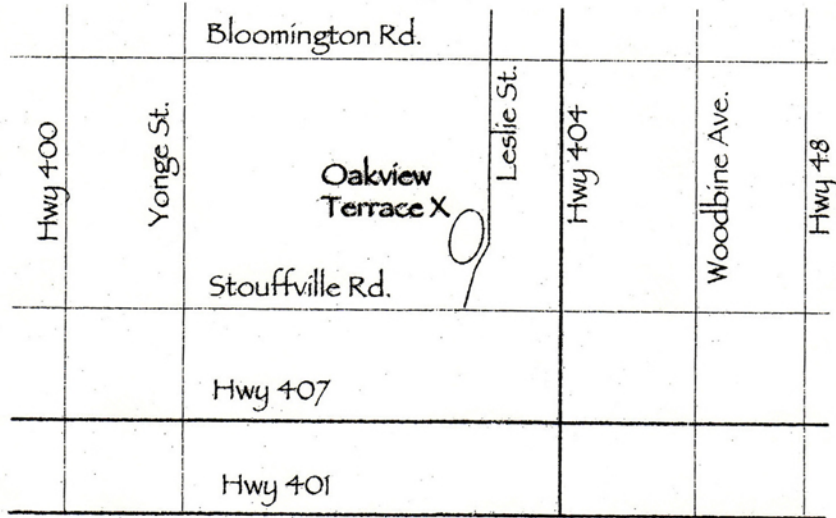 Bloomington Rd.
Hwy 400
Yonge St.
Oakview
Terrace X
Leslie St.
Hwy 404
Woodbine Ave.
Hwy 48
Stouffville Rd.
Hwy 407
Hwy 401